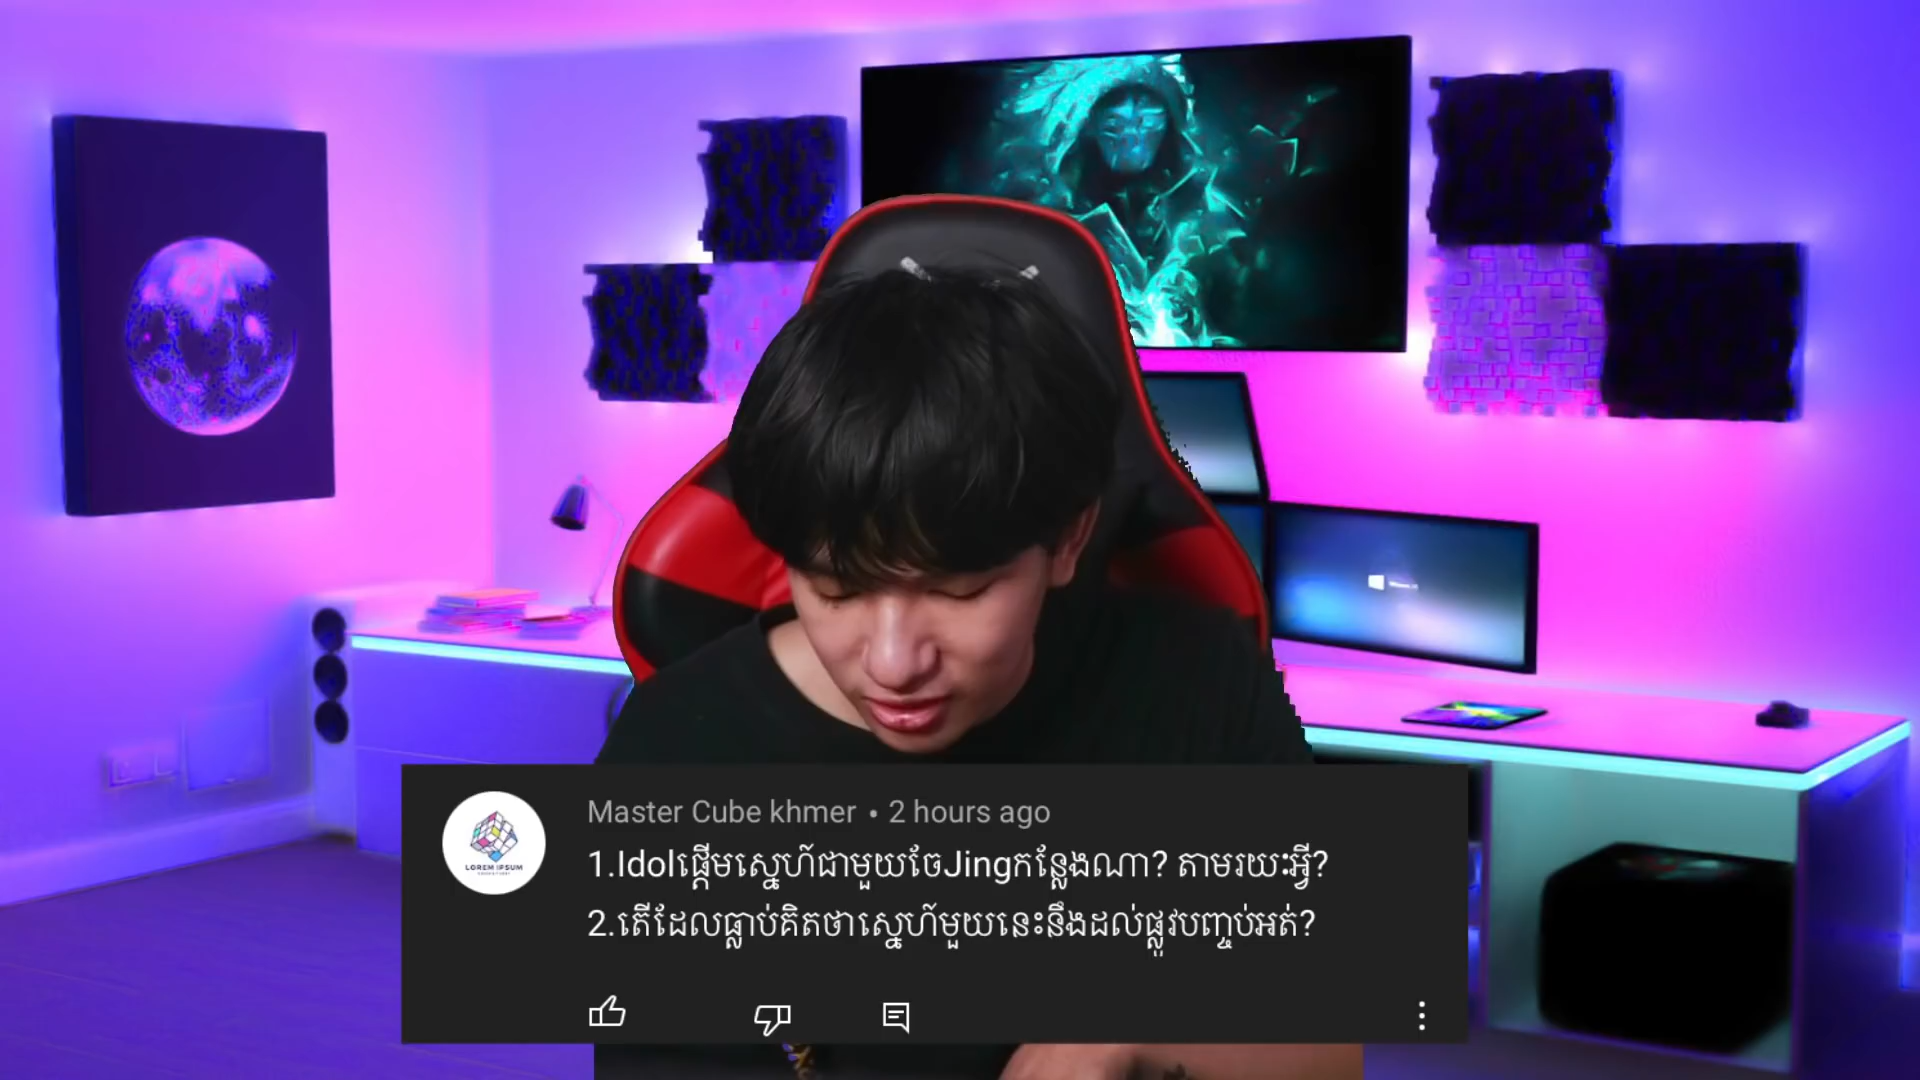 Master Cube khmer • 2 hours ago
1.Idolផ្ដើមស្នេហ៍ជាមួយចែJingកន្លែងណា? តាមរយៈអ្វី?
2.តើដែលធ្លាប់គិតថាស្នេហ៍មួយនេះនឹងដល់ផ្លូវបញ្ចប់អត់?
LOREM IPSUM